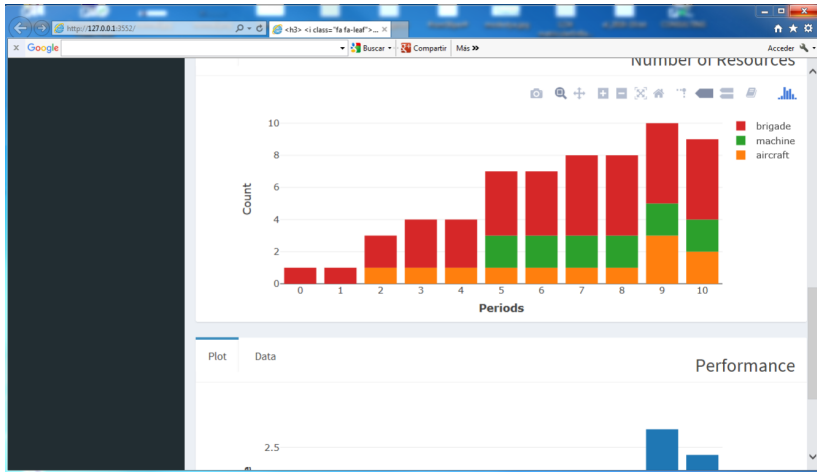 http://127.0.0.1:3552/
<h3> <i class="fa fa-leaf">...
x Google Buscar Compartir Más » Acceder
Number of Resources
10
8
6
4
2
0
Count
0 1 2 3 4 5 6 7 8 9 10
Periods
brigade
machine
aircraft
Plot Data
Performance
2.5